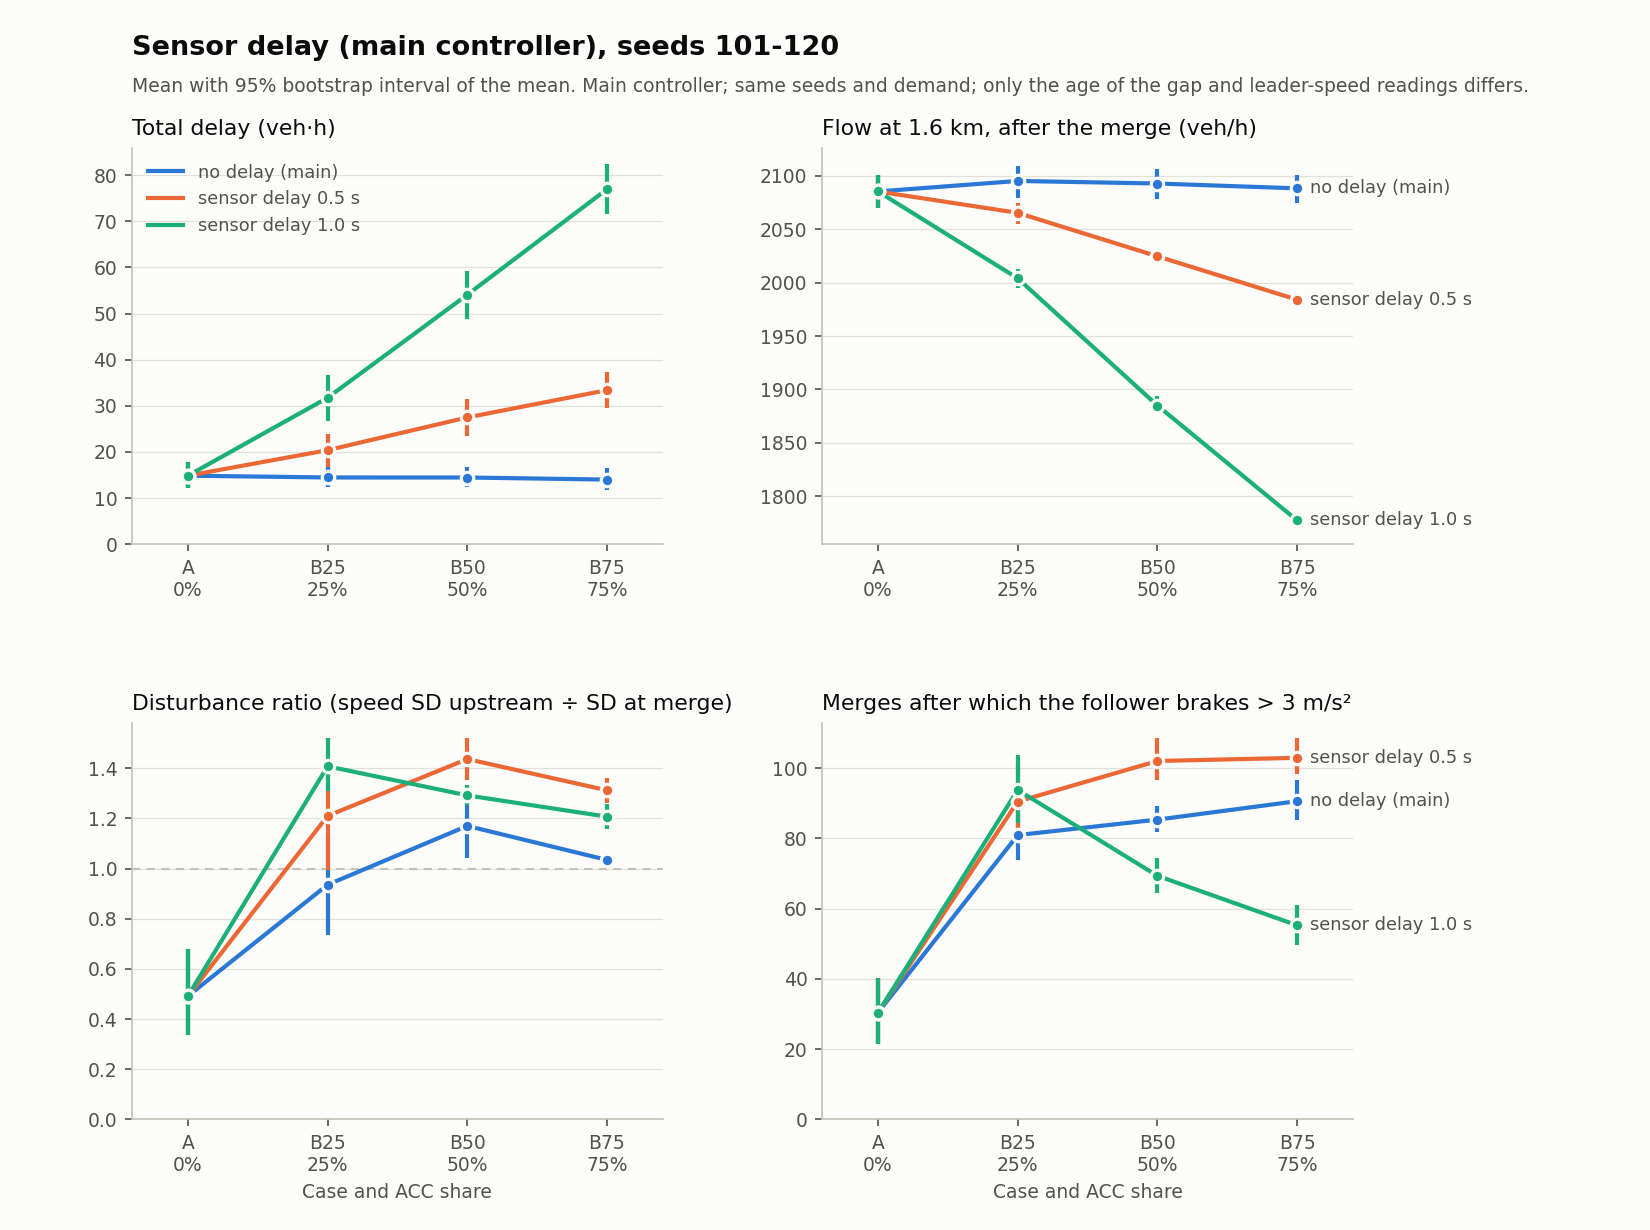 Sensor delay (main controller), seeds 101-120
Mean with 95% bootstrap interval of the mean. Main controller; same seeds and demand; only the age of the gap and leader-speed readings differs.
Total delay (veh·h)
no delay (main)
sensor delay 0.5 s
sensor delay 1.0 s
80
70
60
50
40
30
20
10
0
A
0%
B25
25%
B50
50%
B75
75%
Flow at 1.6 km, after the merge (veh/h)
2100
2050
2000
1950
1900
1850
1800
no delay (main)
sensor delay 0.5 s
sensor delay 1.0 s
A
0%
B25
25%
B50
50%
B75
75%
Disturbance ratio (speed SD upstream ÷ SD at merge)
1.4
1.2
1.0
0.8
0.6
0.4
0.2
0.0
A
0%
B25
25%
B50
50%
B75
75%
Case and ACC share
Merges after which the follower brakes > 3 m/s²
100
80
60
40
20
0
sensor delay 0.5 s
no delay (main)
sensor delay 1.0 s
A
0%
B25
25%
B50
50%
B75
75%
Case and ACC share